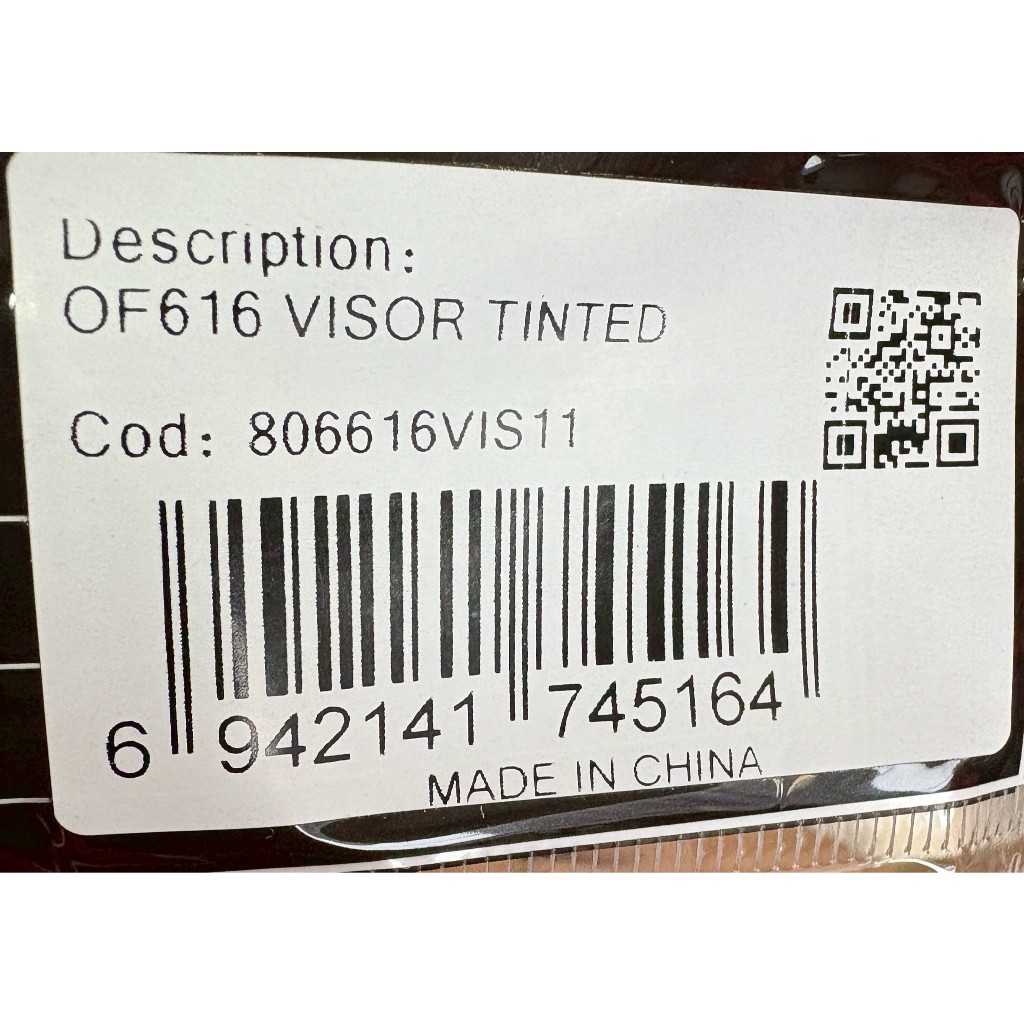 Description:
OF616 VISOR TINTED
Cod: 806616VIS11
6 942141 745164
MADE IN CHINA